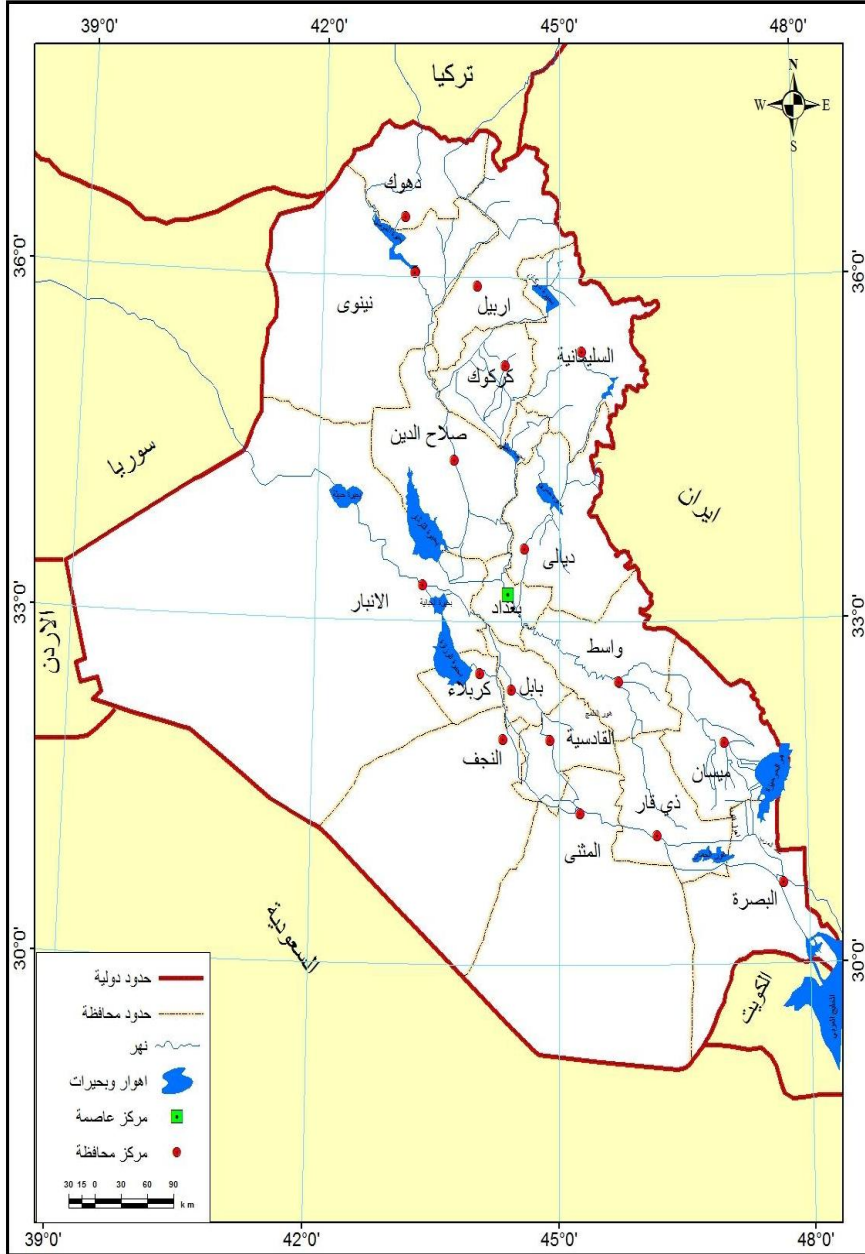 39°0' 42°0' 45°0' 48°0'
N
W E
S
تركيا
دهوك
36°0' 36°0'
نينوى
اربيل
السليمانية
كركوك
صلاح الدين
سوريا
ايران
ديالى
الانبار
بغداد
33°0' 33°0'
الاردن
واسط
بابل
كربلاء
القادسية
النجف
ميسان
ذي قار
المثنى
البصرة
السعودية
30°0' 30°0'
الكويت
الخليج العربي
حدود دولية
حدود محافظة
نهر
اهوار وبحيرات
مركز عاصمة
مركز محافظة
30 15 0 30 60 90
km
39°0' 42°0' 45°0' 48°0'